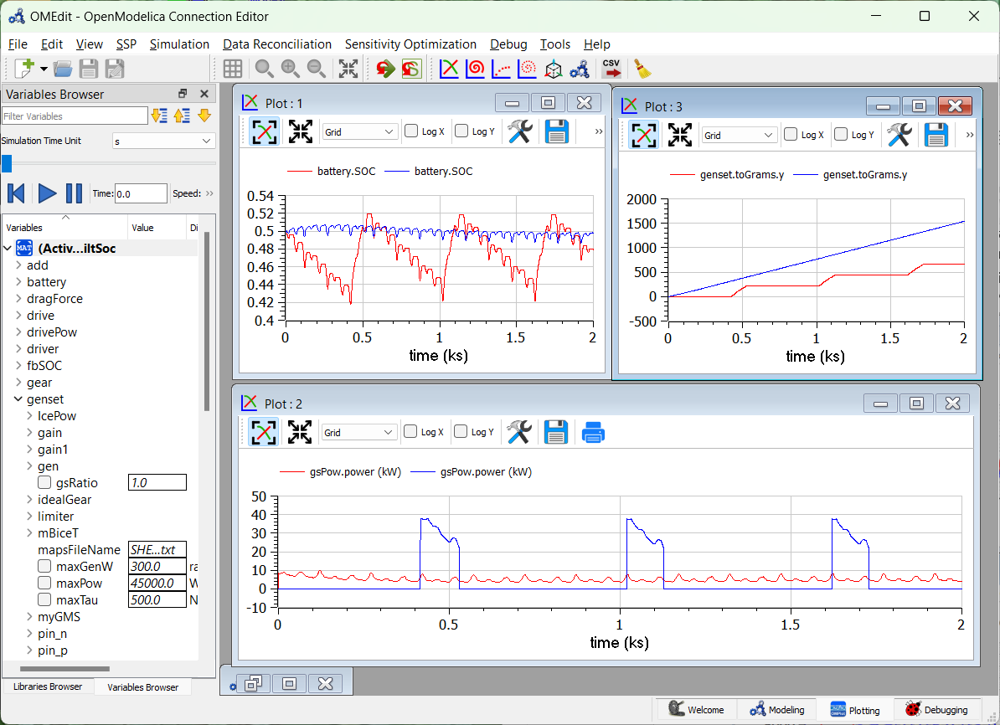 OMEdit - OpenModelica Connection Editor
File Edit View SSP Simulation Data Reconciliation Sensitivity Optimization Debug Tools Help
CSV
Variables Browser
Filter Variables
Simulation Time Unit s
Time: 0.0 Speed: »
Variables Value Di
MAT (Activ...iltSoc
add
battery
dragForce
drive
drivePow
driver
fbSOC
gear
genset
IcePow
gain
gain1
gen
gsRatio 1.0
idealGear
limiter
mBiceT
mapsFileName SHE...txt
maxGenW 300.0 ra
maxPow 45000.0 W
maxTau 500.0 N
myGMS
pin_n
pin_p
Libraries Browser Variables Browser
Plot : 1
Grid Log X Log Y »
battery.SOC battery.SOC
0.54
0.52
0.5
0.48
0.46
0.44
0.42
0.4
0 0.5 1 1.5 2
time (ks)
Plot : 3
Grid Log X Log Y »
genset.toGrams.y genset.toGrams.y
2000
1500
1000
500
0
-500
0 0.5 1 1.5 2
time (ks)
Plot : 2
Grid Log X Log Y
gsPow.power (kW) gsPow.power (kW)
50
40
30
20
10
0
-10
0 0.5 1 1.5 2
time (ks)
Welcome Modeling Plotting Debugging